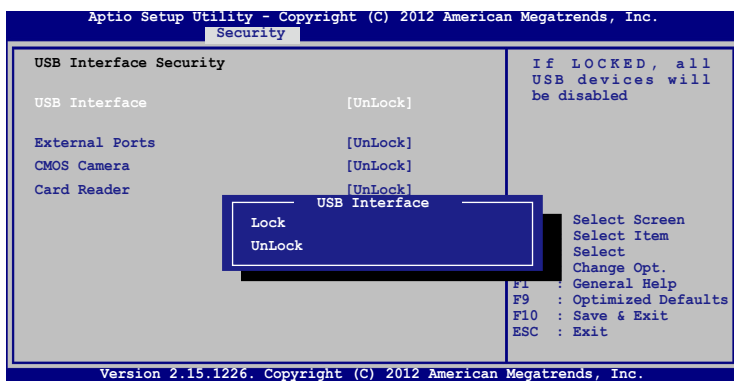 Aptio Setup Utility - Copyright (C) 2012 American Megatrends, Inc.
Security
USB Interface Security
USB Interface [UnLock]
External Ports [UnLock]
CMOS Camera [UnLock]
Card Reader [UnLock]
USB Interface
Lock
UnLock
If LOCKED, all
USB devices will
be disabled
Select Screen
Select Item
Select
Change Opt.
F1 : General Help
F9 : Optimized Defaults
F10 : Save & Exit
ESC : Exit
Version 2.15.1226. Copyright (C) 2012 American Megatrends, Inc.